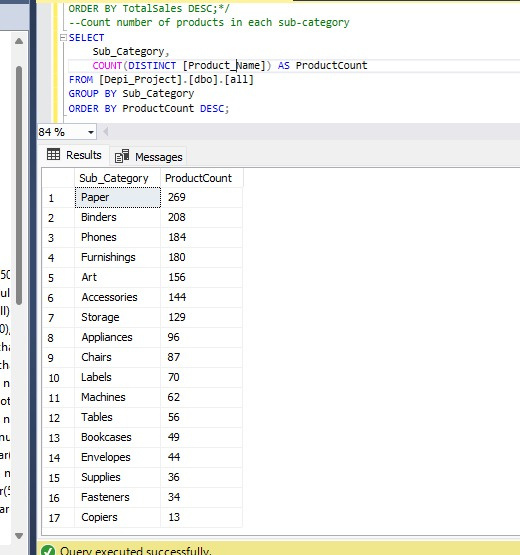 ORDER BY TotalSales DESC;*/
--Count number of products in each sub-category
SELECT
Sub_Category,
COUNT(DISTINCT [Product_Name]) AS ProductCount
FROM [Depi_Project].[dbo].[all]
GROUP BY Sub_Category
ORDER BY ProductCount DESC;
84 %
Results Messages
Sub_Category ProductCount
1 Paper 269
2 Binders 208
3 Phones 184
4 Furnishings 180
5 Art 156
6 Accessories 144
7 Storage 129
8 Appliances 96
9 Chairs 87
10 Labels 70
11 Machines 62
12 Tables 56
13 Bookcases 49
14 Envelopes 44
15 Supplies 36
16 Fasteners 34
17 Copiers 13
Query executed successfully.